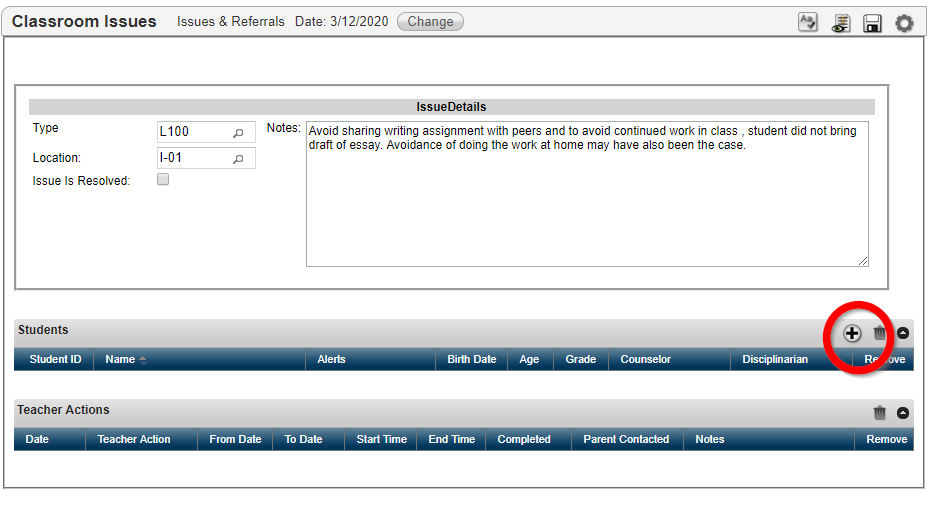 Classroom Issues Issues & Referrals Date: 3/12/2020 Change
IssueDetails
Type L100 Notes: Avoid sharing writing assignment with peers and to avoid continued work in class , student did not bring
draft of essay. Avoidance of doing the work at home may have also been the case.
Location: I-01
Issue Is Resolved:
Students
Student ID Name Alerts Birth Date Age Grade Counselor Disciplinarian Remove
Teacher Actions
Date Teacher Action From Date To Date Start Time End Time Completed Parent Contacted Notes Remove